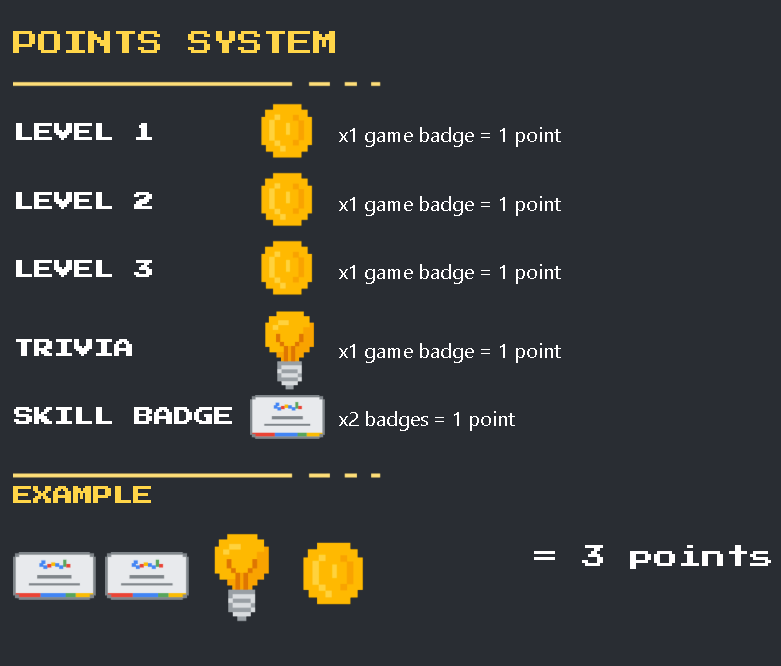 POINTS SYSTEM
LEVEL 1 x1 game badge = 1 point
LEVEL 2 x1 game badge = 1 point
LEVEL 3 x1 game badge = 1 point
TRIVIA x1 game badge = 1 point
SKILL BADGE x2 badges = 1 point
EXAMPLE
= 3 points